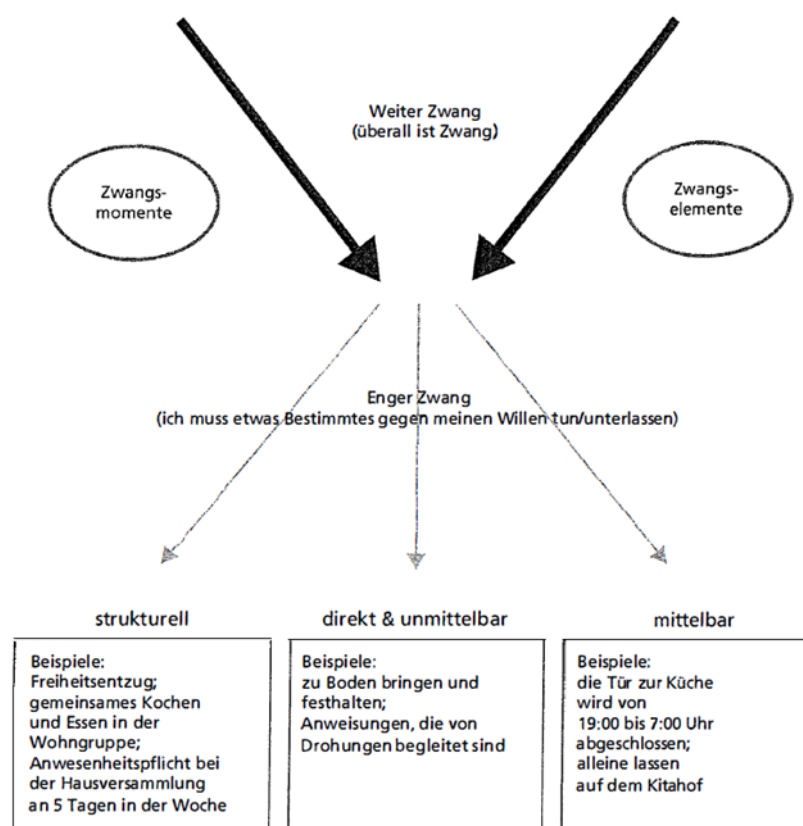 Weiter Zwang
(überall ist Zwang)
Zwangs-
momente
Zwangs-
elemente
Enger Zwang
(ich muss etwas Bestimmtes gegen meinen Willen tun/unterlassen)
strukturell
Beispiele:
Freiheitsentzug;
gemeinsames Kochen
und Essen in der
Wohngruppe;
Anwesenheitspflicht bei
der Hausversammlung
an 5 Tagen in der Woche
direkt & unmittelbar
Beispiele:
zu Boden bringen und
festhalten;
Anweisungen, die von
Drohungen begleitet sind
mittelbar
Beispiele:
die Tür zur Küche
wird von
19:00 bis 7:00 Uhr
abgeschlossen;
alleine lassen
auf dem Kitahof